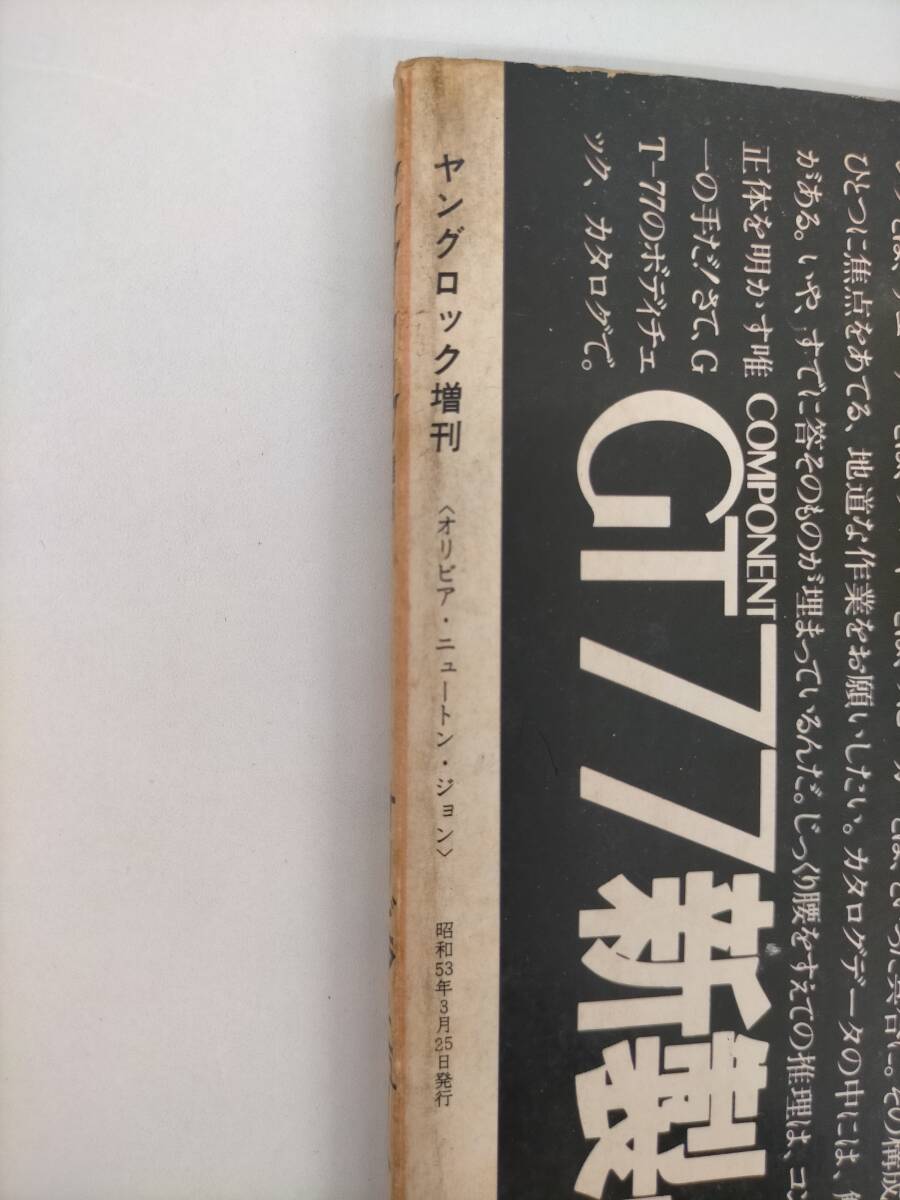 ヤングロック増刊
〈オリビア・ニュートン・ジョン〉
昭和53年3月25日発行
ひとつに焦点をあてる、地道な作業をお願いしたい。カタログデータの中には、
がある。いや、すでに答そのものが埋まっているんだ。じっくり腰をすえての推理は、コ
正体を明かす唯
一の手だ！さて、G
T-77のボディチェ
ック、カタログで。
COMPONENT
GT77新製